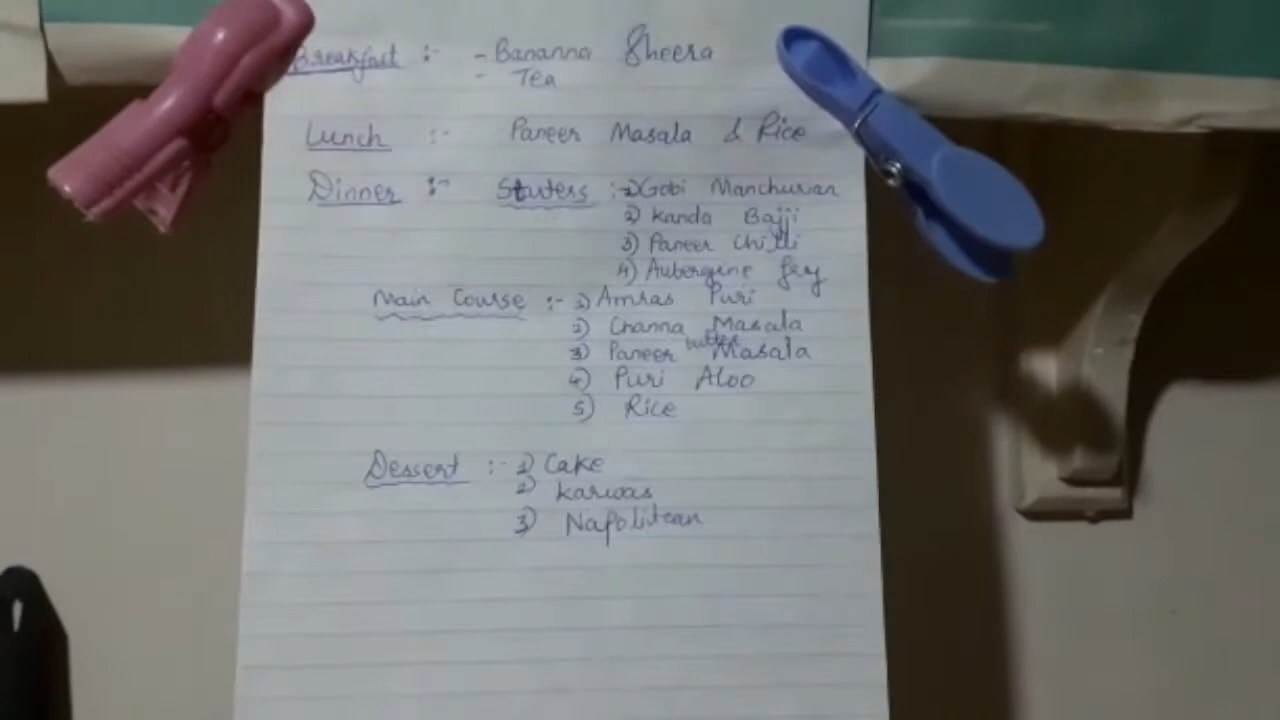 Breakfast :- - Bananna Sheera
- Tea
Lunch :- Paneer Masala & Rice
Dinner :- Staters :- 1) Gobi Manchurian
2) Kanda Bajji
3) Paneer Chilli
4) Aubergine fry
Main Course :- 1) Amras Puri
2) Channa Masala
3) Paneer butter Masala
4) Puri Aloo
5) Rice
Dessert :- 1) Cake
2) Karwas
3) Napolitean